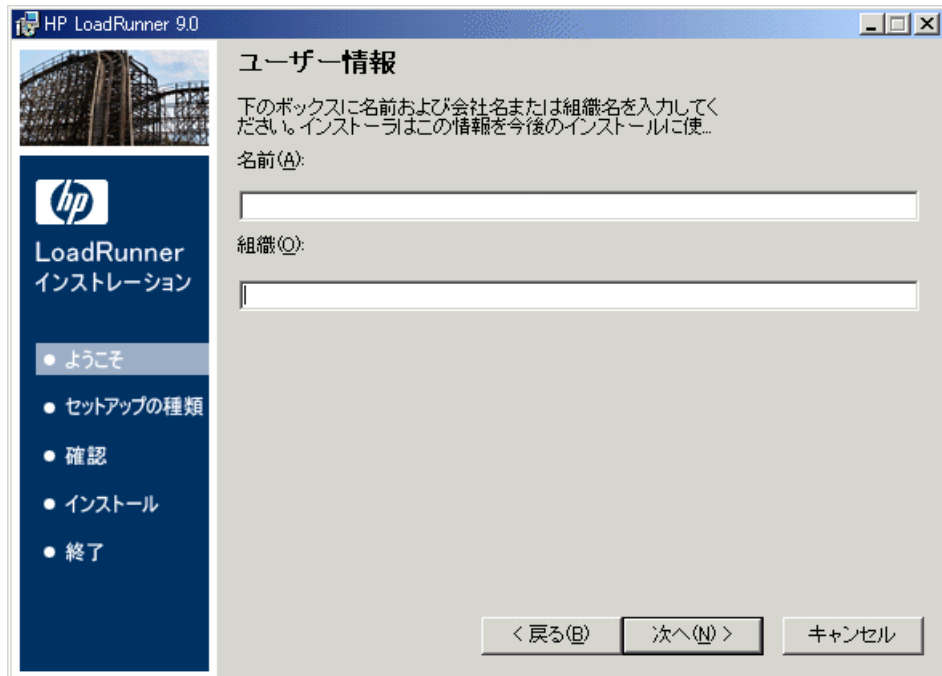 HP LoadRunner 9.0
ユーザー情報
下のボックスに名前および会社名または組織名を入力してく
ださい。インストーラはこの情報を今後のインストールに使...
名前(A):
組織(O):
hp
LoadRunner
インストレーション
ようこそ
セットアップの種類
確認
インストール
終了
< 戻る(B)
次へ(N) >
キャンセル